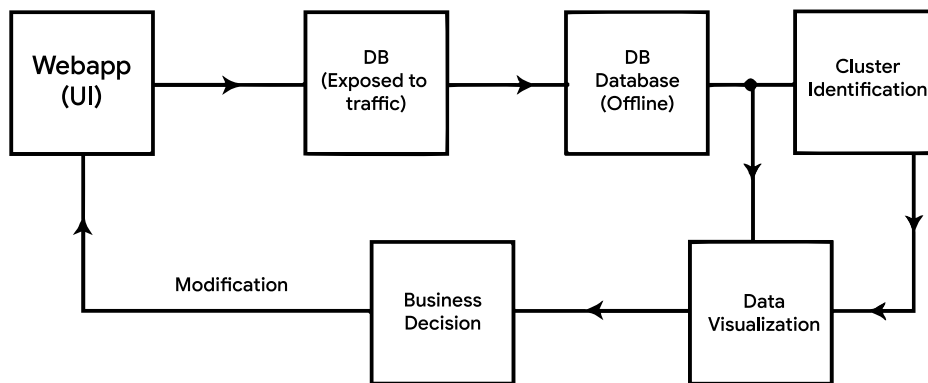 Webapp
(UI)
DB
(Exposed to
traffic)
DB
Database
(Offline)
Cluster
Identification
Modification
Business
Decision
Data
Visualization